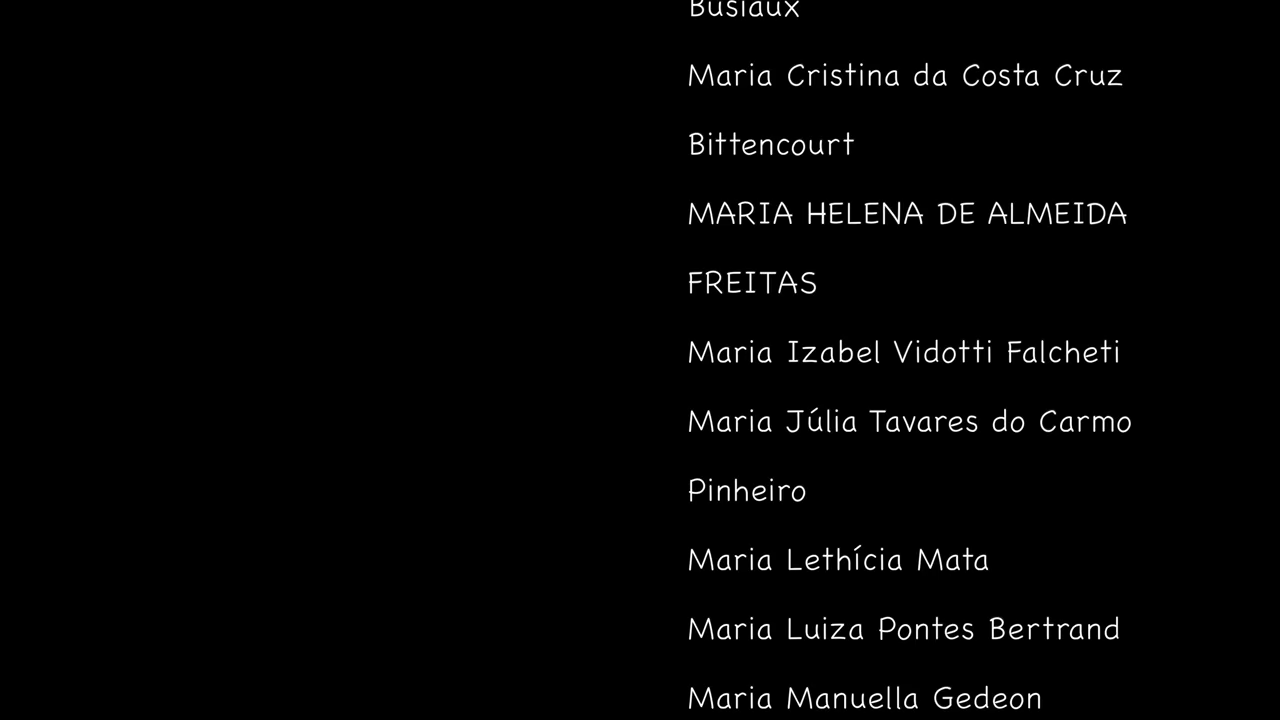 Busiaux
Maria Cristina da Costa Cruz
Bittencourt
MARIA HELENA DE ALMEIDA
FREITAS
Maria Izabel Vidotti Falcheti
Maria Júlia Tavares do Carmo
Pinheiro
Maria Lethícia Mata
Maria Luiza Pontes Bertrand
Maria Manuella Gedeon